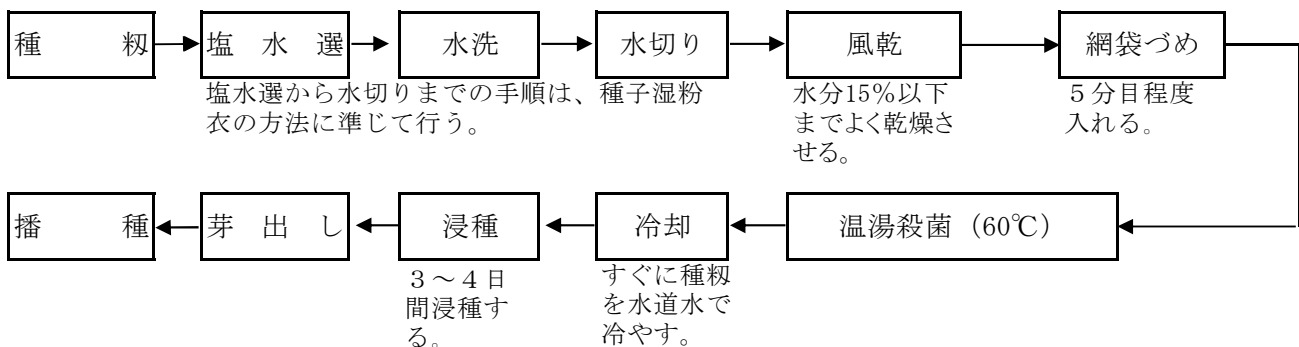 種　　籾
塩　水　選
水洗
水切り
風乾
網袋づめ
塩水選から水切りまでの手順は、種子湿粉
衣の方法に準じて行う。
水分15％以下
までよく乾燥さ
せる。
５分目程度
入れる。
播　　種
芽　出　し
浸種
冷却
温湯殺菌（60℃）
３～４日
間浸種す
る。
すぐに種籾
を水道水で
冷やす。